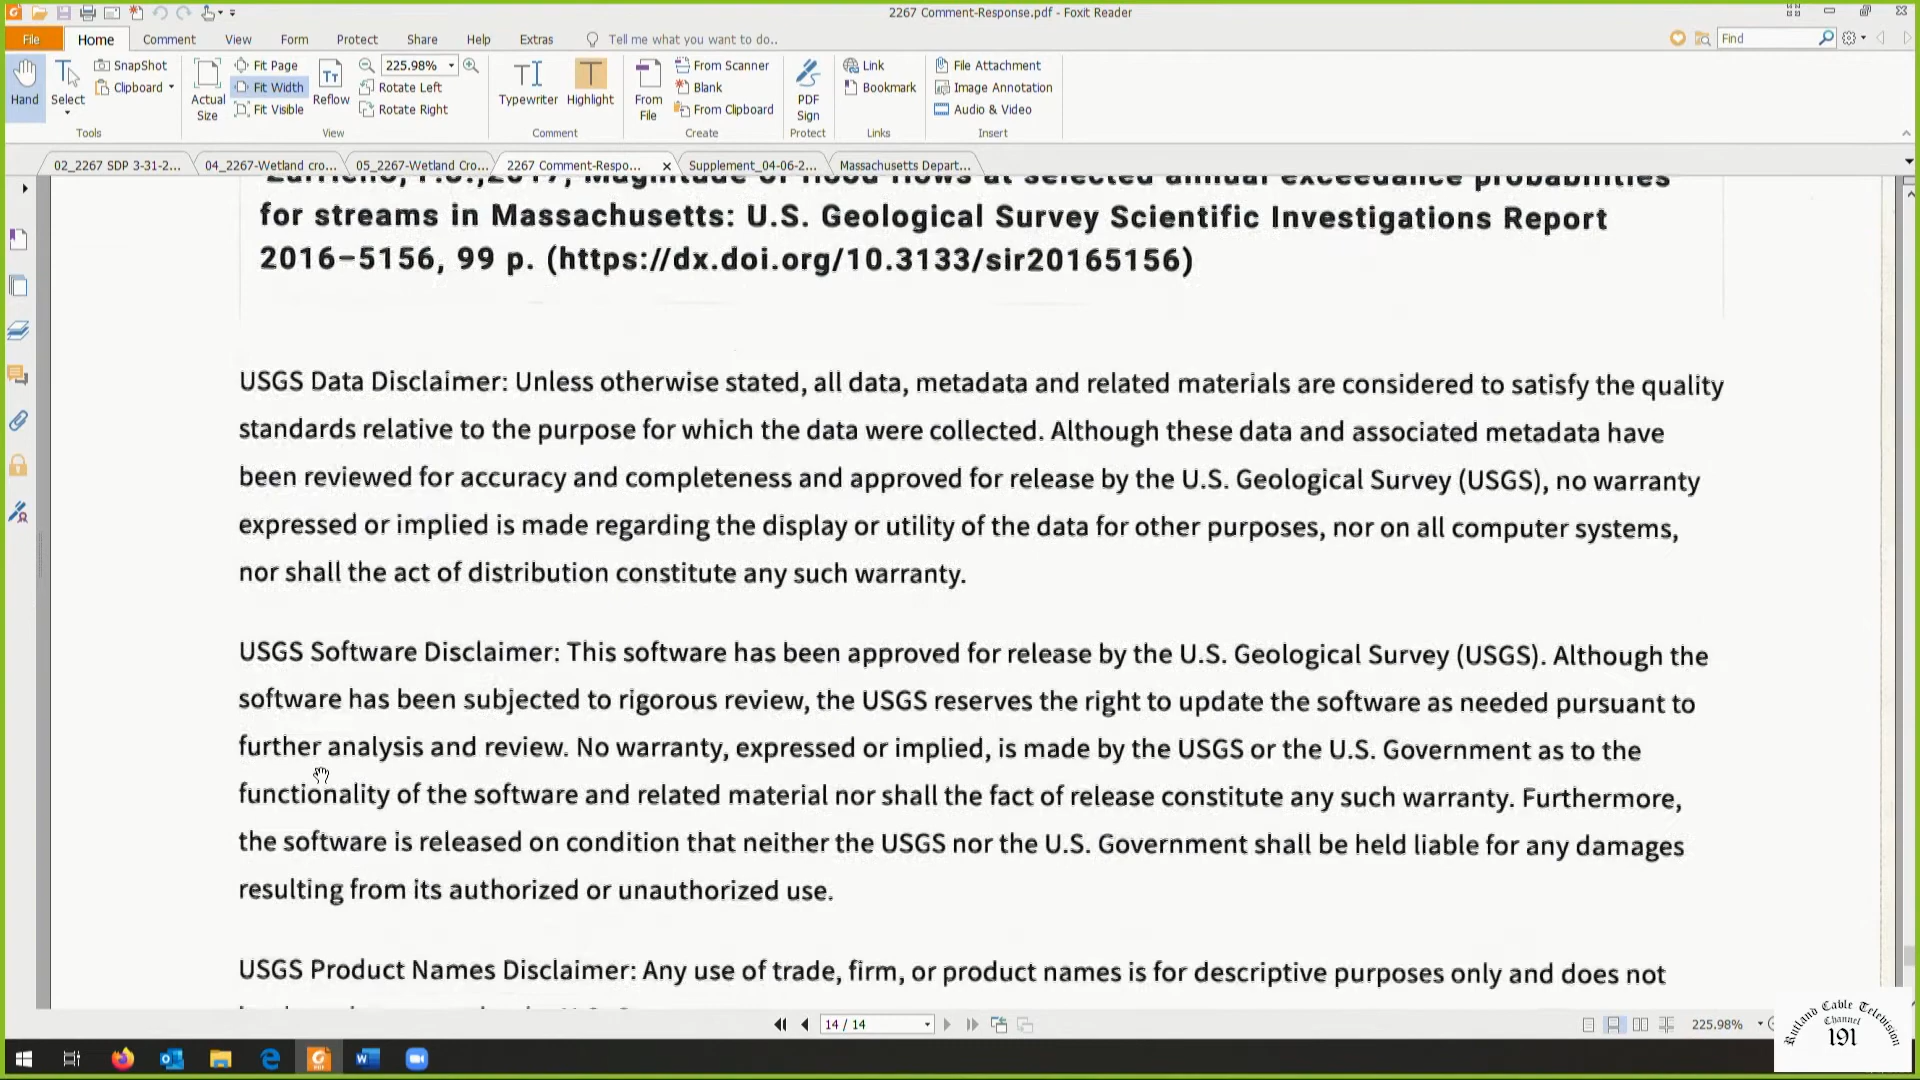 2267 Comment-Response.pdf - Foxit Reader
File Home Comment View Form Protect Share Help Extras Tell me what you want to do.. Find
Hand Select SnapShot Clipboard Actual Size Fit Page Fit Width Fit Visible Reflow 225.98% Rotate Left Rotate Right Typewriter Highlight From File From Scanner Blank From Clipboard PDF Sign Link Bookmark File Attachment Image Annotation Audio & Video
Tools View Comment Create Protect Links Insert
02_2267 SDP 3-31-2... 04_2267-Wetland cro... 05_2267-Wetland Cro... 2267 Comment-Respo... Supplement_04-06-2... Massachusetts Depart...
Magnitude of flood flows at selected annual exceedance probabilities
for streams in Massachusetts: U.S. Geological Survey Scientific Investigations Report
2016–5156, 99 p. (https://dx.doi.org/10.3133/sir20165156)
USGS Data Disclaimer: Unless otherwise stated, all data, metadata and related materials are considered to satisfy the quality
standards relative to the purpose for which the data were collected. Although these data and associated metadata have
been reviewed for accuracy and completeness and approved for release by the U.S. Geological Survey (USGS), no warranty
expressed or implied is made regarding the display or utility of the data for other purposes, nor on all computer systems,
nor shall the act of distribution constitute any such warranty.
USGS Software Disclaimer: This software has been approved for release by the U.S. Geological Survey (USGS). Although the
software has been subjected to rigorous review, the USGS reserves the right to update the software as needed pursuant to
further analysis and review. No warranty, expressed or implied, is made by the USGS or the U.S. Government as to the
functionality of the software and related material nor shall the fact of release constitute any such warranty. Furthermore,
the software is released on condition that neither the USGS nor the U.S. Government shall be held liable for any damages
resulting from its authorized or unauthorized use.
USGS Product Names Disclaimer: Any use of trade, firm, or product names is for descriptive purposes only and does not
14 / 14 225.98%
Rutland Cable Television
Channel
191